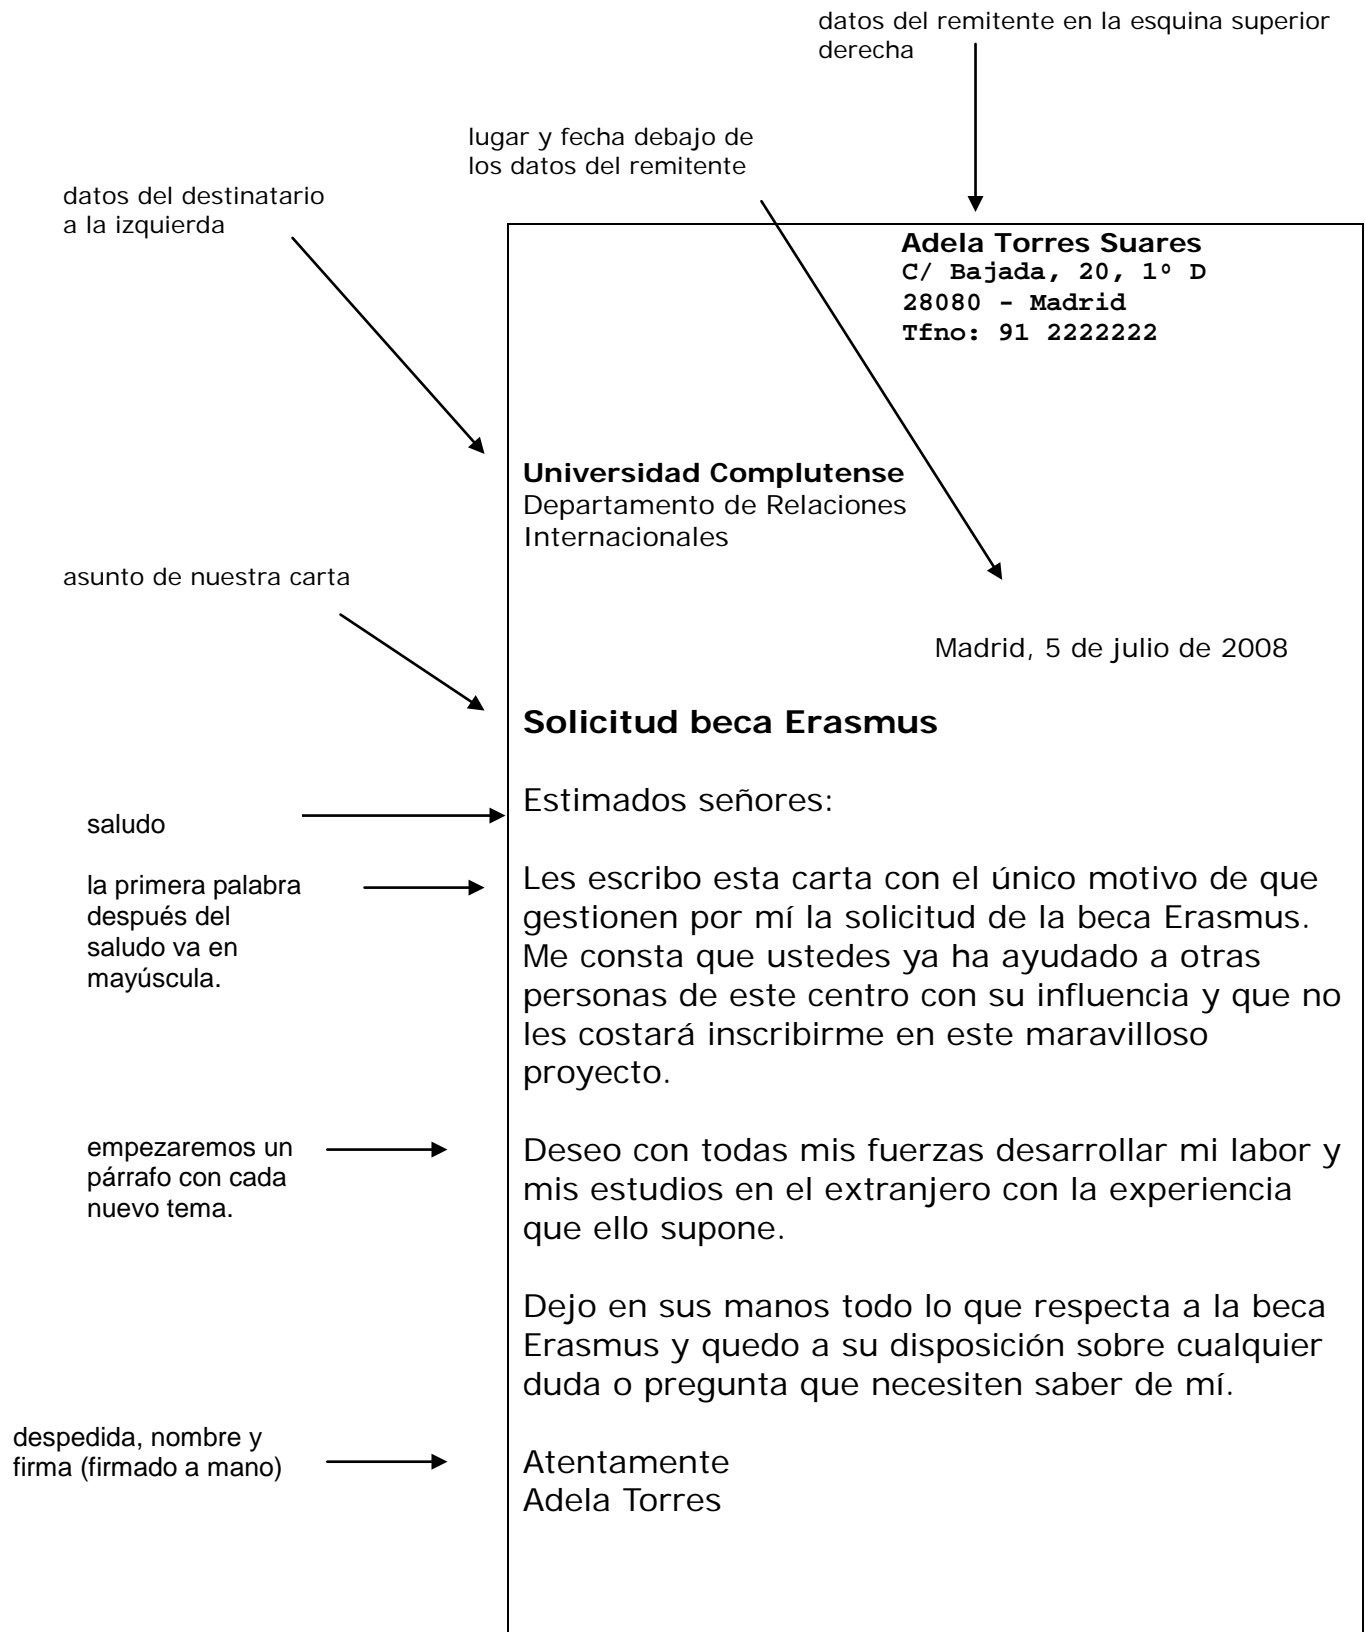 datos del remitente en la esquina superior
derecha
lugar y fecha debajo de
los datos del remitente
datos del destinatario
a la izquierda
Adela Torres Suares
C/ Bajada, 20, 1º D
28080 - Madrid
Tfno: 91 2222222
Universidad Complutense
Departamento de Relaciones
Internacionales
asunto de nuestra carta
Madrid, 5 de julio de 2008
Solicitud beca Erasmus
saludo
Estimados señores:
la primera palabra
después del
saludo va en
mayúscula.
Les escribo esta carta con el único motivo de que
gestionen por mí la solicitud de la beca Erasmus.
Me consta que ustedes ya ha ayudado a otras
personas de este centro con su influencia y que no
les costará inscribirme en este maravilloso
proyecto.
empezaremos un
párrafo con cada
nuevo tema.
Deseo con todas mis fuerzas desarrollar mi labor y
mis estudios en el extranjero con la experiencia
que ello supone.
Dejo en sus manos todo lo que respecta a la beca
Erasmus y quedo a su disposición sobre cualquier
duda o pregunta que necesiten saber de mí.
despedida, nombre y
firma (firmado a mano)
Atentamente
Adela Torres